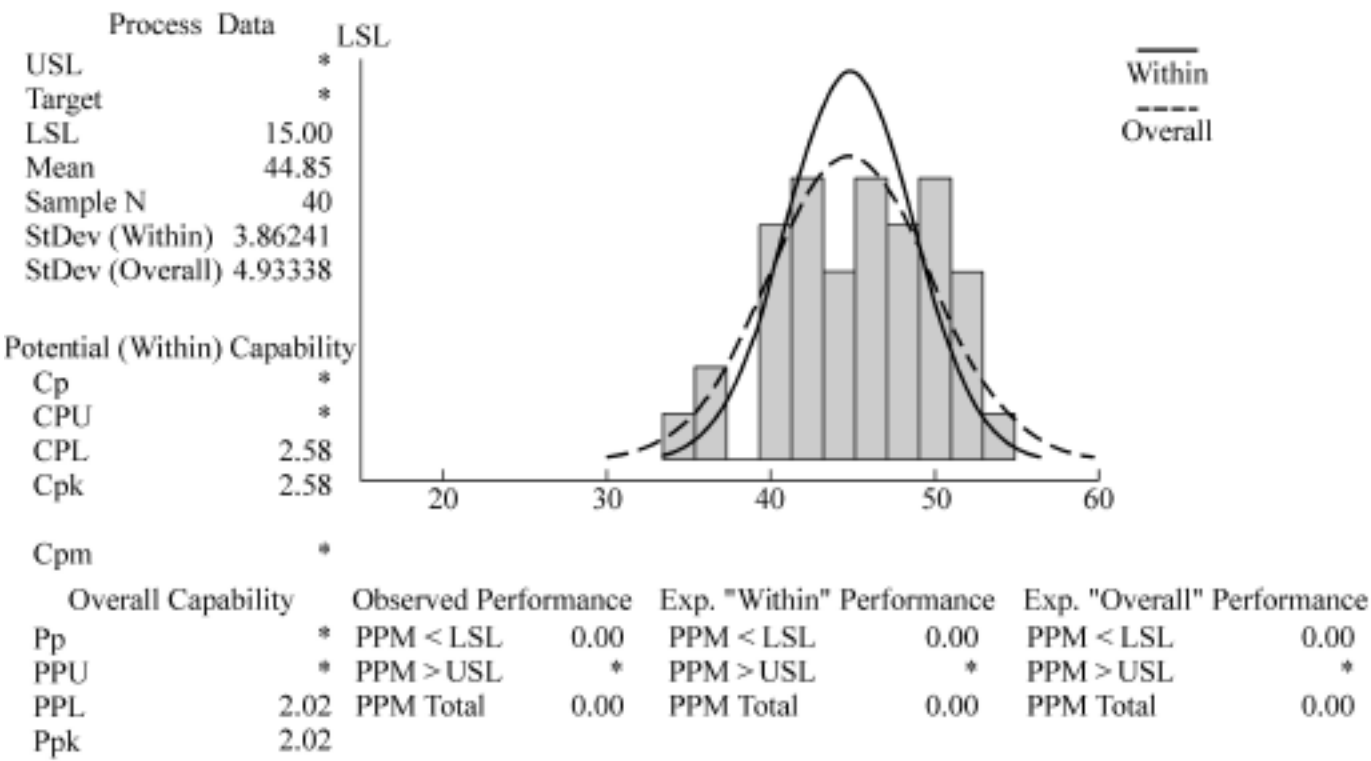 Process Data
USL *
Target *
LSL 15.00
Mean 44.85
Sample N 40
StDev (Within) 3.86241
StDev (Overall) 4.93338
Potential (Within) Capability
Cp *
CPU *
CPL 2.58
Cpk 2.58
Cpm *
LSL
Within
Overall
20 30 40 50 60
Overall Capability
Pp *
PPU *
PPL 2.02
Ppk 2.02
Observed Performance
PPM < LSL 0.00
PPM > USL *
PPM Total 0.00
Exp. "Within" Performance
PPM < LSL 0.00
PPM > USL *
PPM Total 0.00
Exp. "Overall" Performance
PPM < LSL 0.00
PPM > USL *
PPM Total 0.00